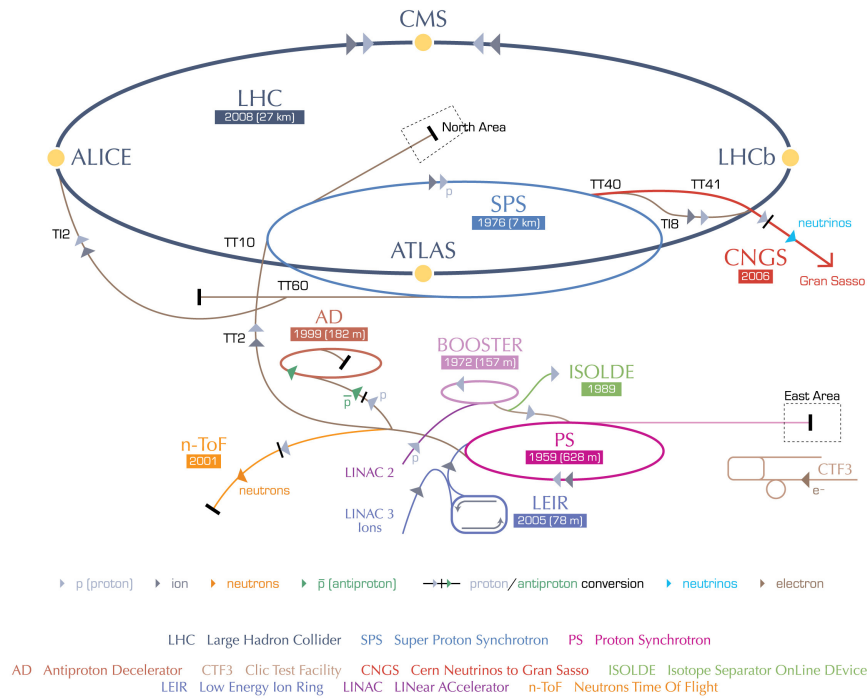 CMS
LHC
2008 (27 km)
North Area
ALICE
LHCb
p
TT40
TT41
SPS
1976 (7 km)
TI8
neutrinos
TI2
TT10
ATLAS
CNGS
2006
Gran Sasso
TT60
AD
1999 (182 m)
TT2
BOOSTER
1972 (157 m)
ISOLDE
1989
East Area
p̅
p
n-ToF
2001
PS
1959 (628 m)
p
LINAC 2
neutrons
CTF3
e-
LEIR
2005 (78 m)
LINAC 3
Ions
p (proton) ion neutrons p̅ (antiproton) proton/antiproton conversion neutrinos electron
LHC Large Hadron Collider SPS Super Proton Synchrotron PS Proton Synchrotron
AD Antiproton Decelerator CTF3 Clic Test Facility CNGS Cern Neutrinos to Gran Sasso ISOLDE Isotope Separator OnLine DEvice
LEIR Low Energy Ion Ring LINAC LINear ACcelerator n-ToF Neutrons Time Of Flight